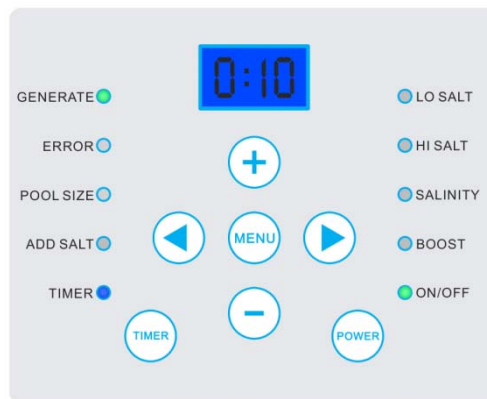 0:10
GENERATE
LO SALT
ERROR
+
HI SALT
POOL SIZE
SALINITY
ADD SALT
MENU
BOOST
TIMER
−
ON/OFF
TIMER
POWER